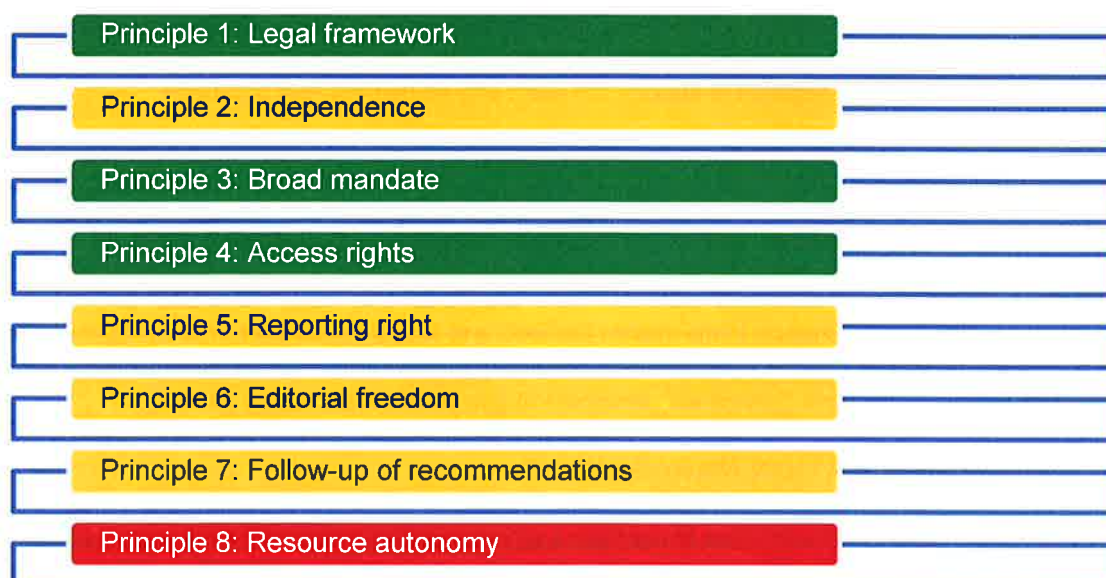 Principle 1: Legal framework
Principle 2: Independence
Principle 3: Broad mandate
Principle 4: Access rights
Principle 5: Reporting right
Principle 6: Editorial freedom
Principle 7: Follow-up of recommendations
Principle 8: Resource autonomy